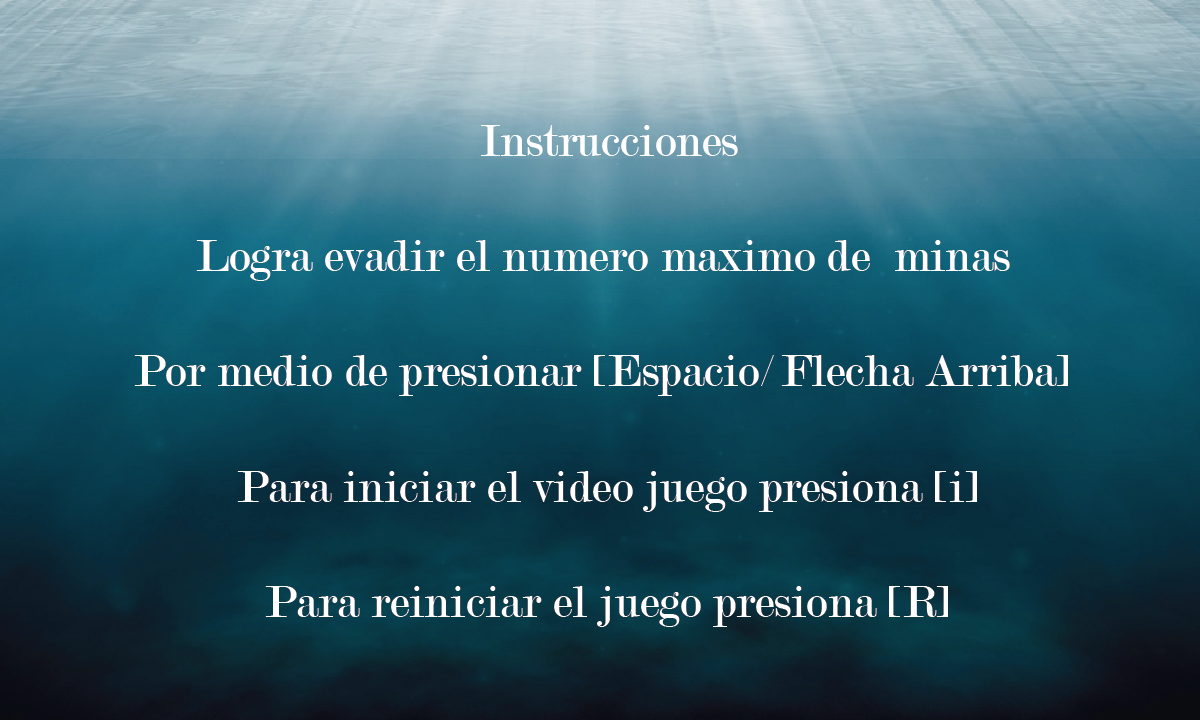 Instrucciones
Logra evadir el numero maximo de  minas
Por medio de presionar [Espacio/ Flecha Arriba]
Para iniciar el video juego presiona [i]
Para reiniciar el juego presiona [R]